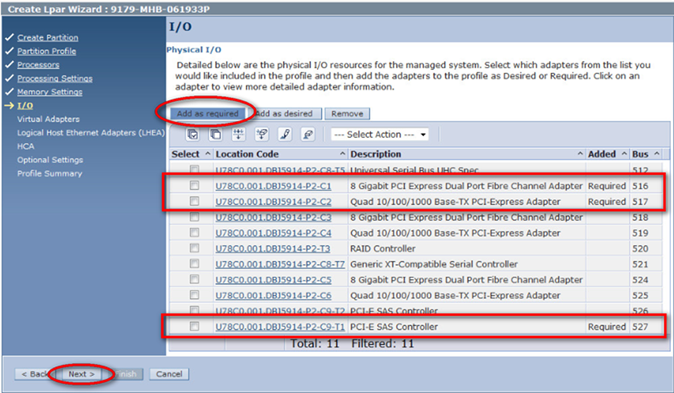 Create Lpar Wizard : 9179-MHB-061933P
Create Partition
Partition Profile
Processors
Processing Settings
Memory Settings
I/O
Virtual Adapters
Logical Host Ethernet Adapters (LHEA)
HCA
Optional Settings
Profile Summary
I/O
Physical I/O
Detailed below are the physical I/O resources for the managed system. Select which adapters from the list you
would like included in the profile and then add the adapters to the profile as Desired or Required. Click on an
adapter to view more detailed adapter information.
Add as required Add as desired Remove
--- Select Action ---
Select Location Code Description Added Bus
U78C0.001.DBJ5914-P2-C8-T5 Universal Serial Bus UHC Spec 512
U78C0.001.DBJ5914-P2-C1 8 Gigabit PCI Express Dual Port Fibre Channel Adapter Required 516
U78C0.001.DBJ5914-P2-C2 Quad 10/100/1000 Base-TX PCI-Express Adapter Required 517
U78C0.001.DBJ5914-P2-C3 8 Gigabit PCI Express Dual Port Fibre Channel Adapter 518
U78C0.001.DBJ5914-P2-C4 Quad 10/100/1000 Base-TX PCI-Express Adapter 519
U78C0.001.DBJ5914-P2-T3 RAID Controller 520
U78C0.001.DBJ5914-P2-C8-T7 Generic XT-Compatible Serial Controller 521
U78C0.001.DBJ5914-P2-C5 8 Gigabit PCI Express Dual Port Fibre Channel Adapter 524
U78C0.001.DBJ5914-P2-C6 Quad 10/100/1000 Base-TX PCI-Express Adapter 525
U78C0.001.DBJ5914-P2-C9-T2 PCI-E SAS Controller 526
U78C0.001.DBJ5914-P2-C9-T1 PCI-E SAS Controller Required 527
Total: 11 Filtered: 11
< Back Next > Finish Cancel